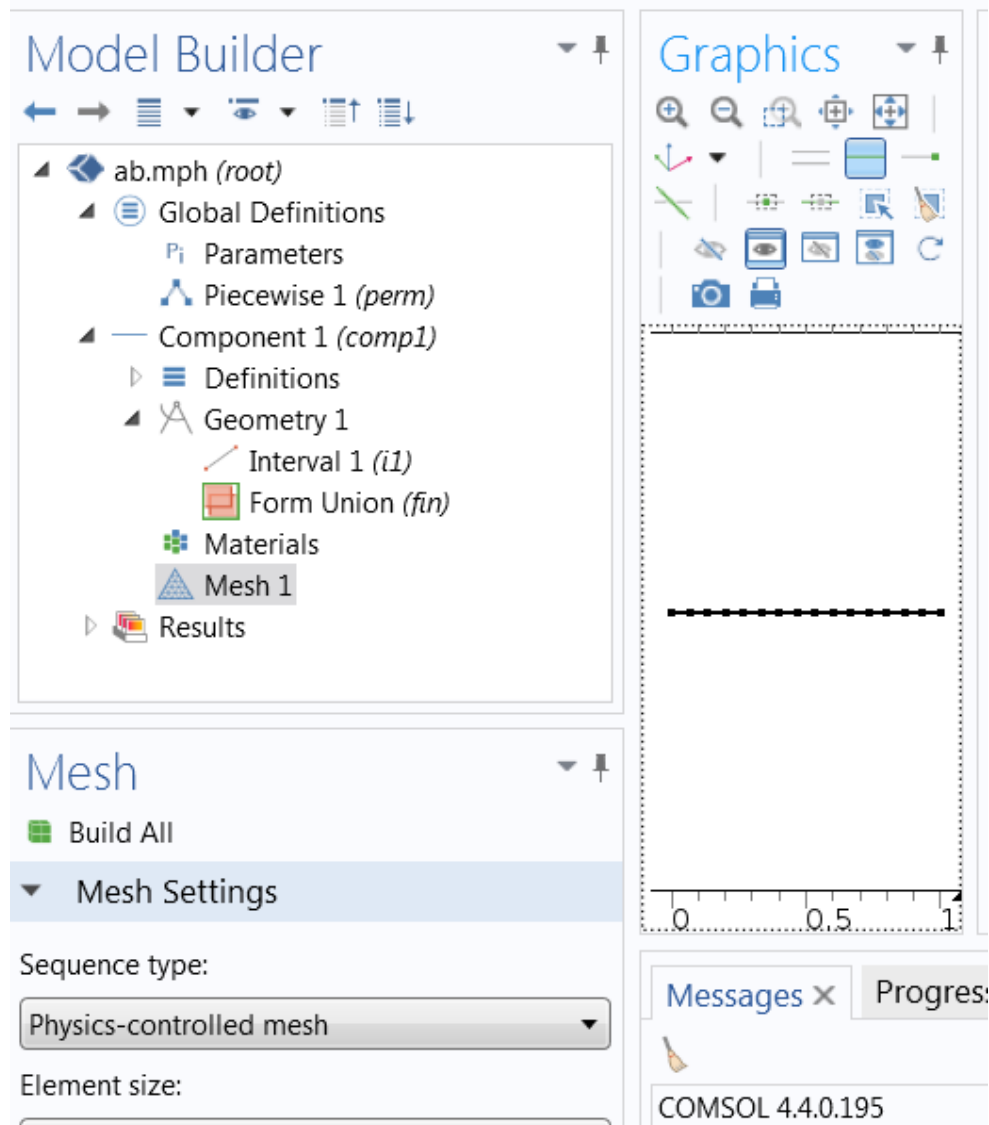 Model Builder
ab.mph (root)
Global Definitions
Pi Parameters
Piecewise 1 (perm)
Component 1 (comp1)
Definitions
Geometry 1
Interval 1 (i1)
Form Union (fin)
Materials
Mesh 1
Results
Mesh
Build All
Mesh Settings
Sequence type:
Physics-controlled mesh
Element size:
Graphics
0 0.5 1
Messages Progress
COMSOL 4.4.0.195